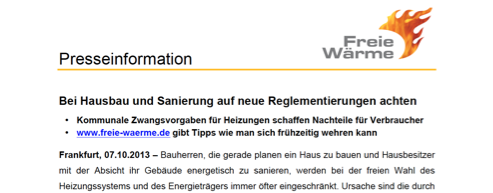 Freie
Wärme
Presseinformation
Bei Hausbau und Sanierung auf neue Reglementierungen achten
• Kommunale Zwangsvorgaben für Heizungen schaffen Nachteile für Verbraucher
• www.freie-waerme.de gibt Tipps wie man sich frühzeitig wehren kann
Frankfurt, 07.10.2013 – Bauherren, die gerade planen ein Haus zu bauen und Hausbesitzer
mit der Absicht ihr Gebäude energetisch zu sanieren, werden bei der freien Wahl des
Heizungssystems und des Energieträgers immer öfter eingeschränkt. Ursache sind die durch